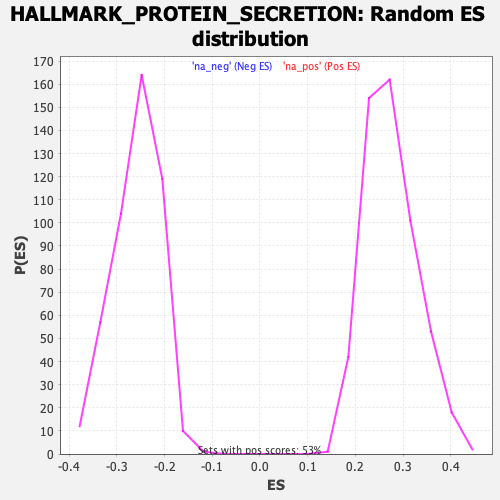 HALLMARK_PROTEIN_SECRETION: Random ES
distribution
'na_neg' (Neg ES) 'na_pos' (Pos ES)
170
160
150
140
130
120
110
100
90
80
70
60
50
40
30
20
10
0
P(ES)
Sets with pos scores: 53%
-0.4 -0.3 -0.2 -0.1 0.0 0.1 0.2 0.3 0.4
ES